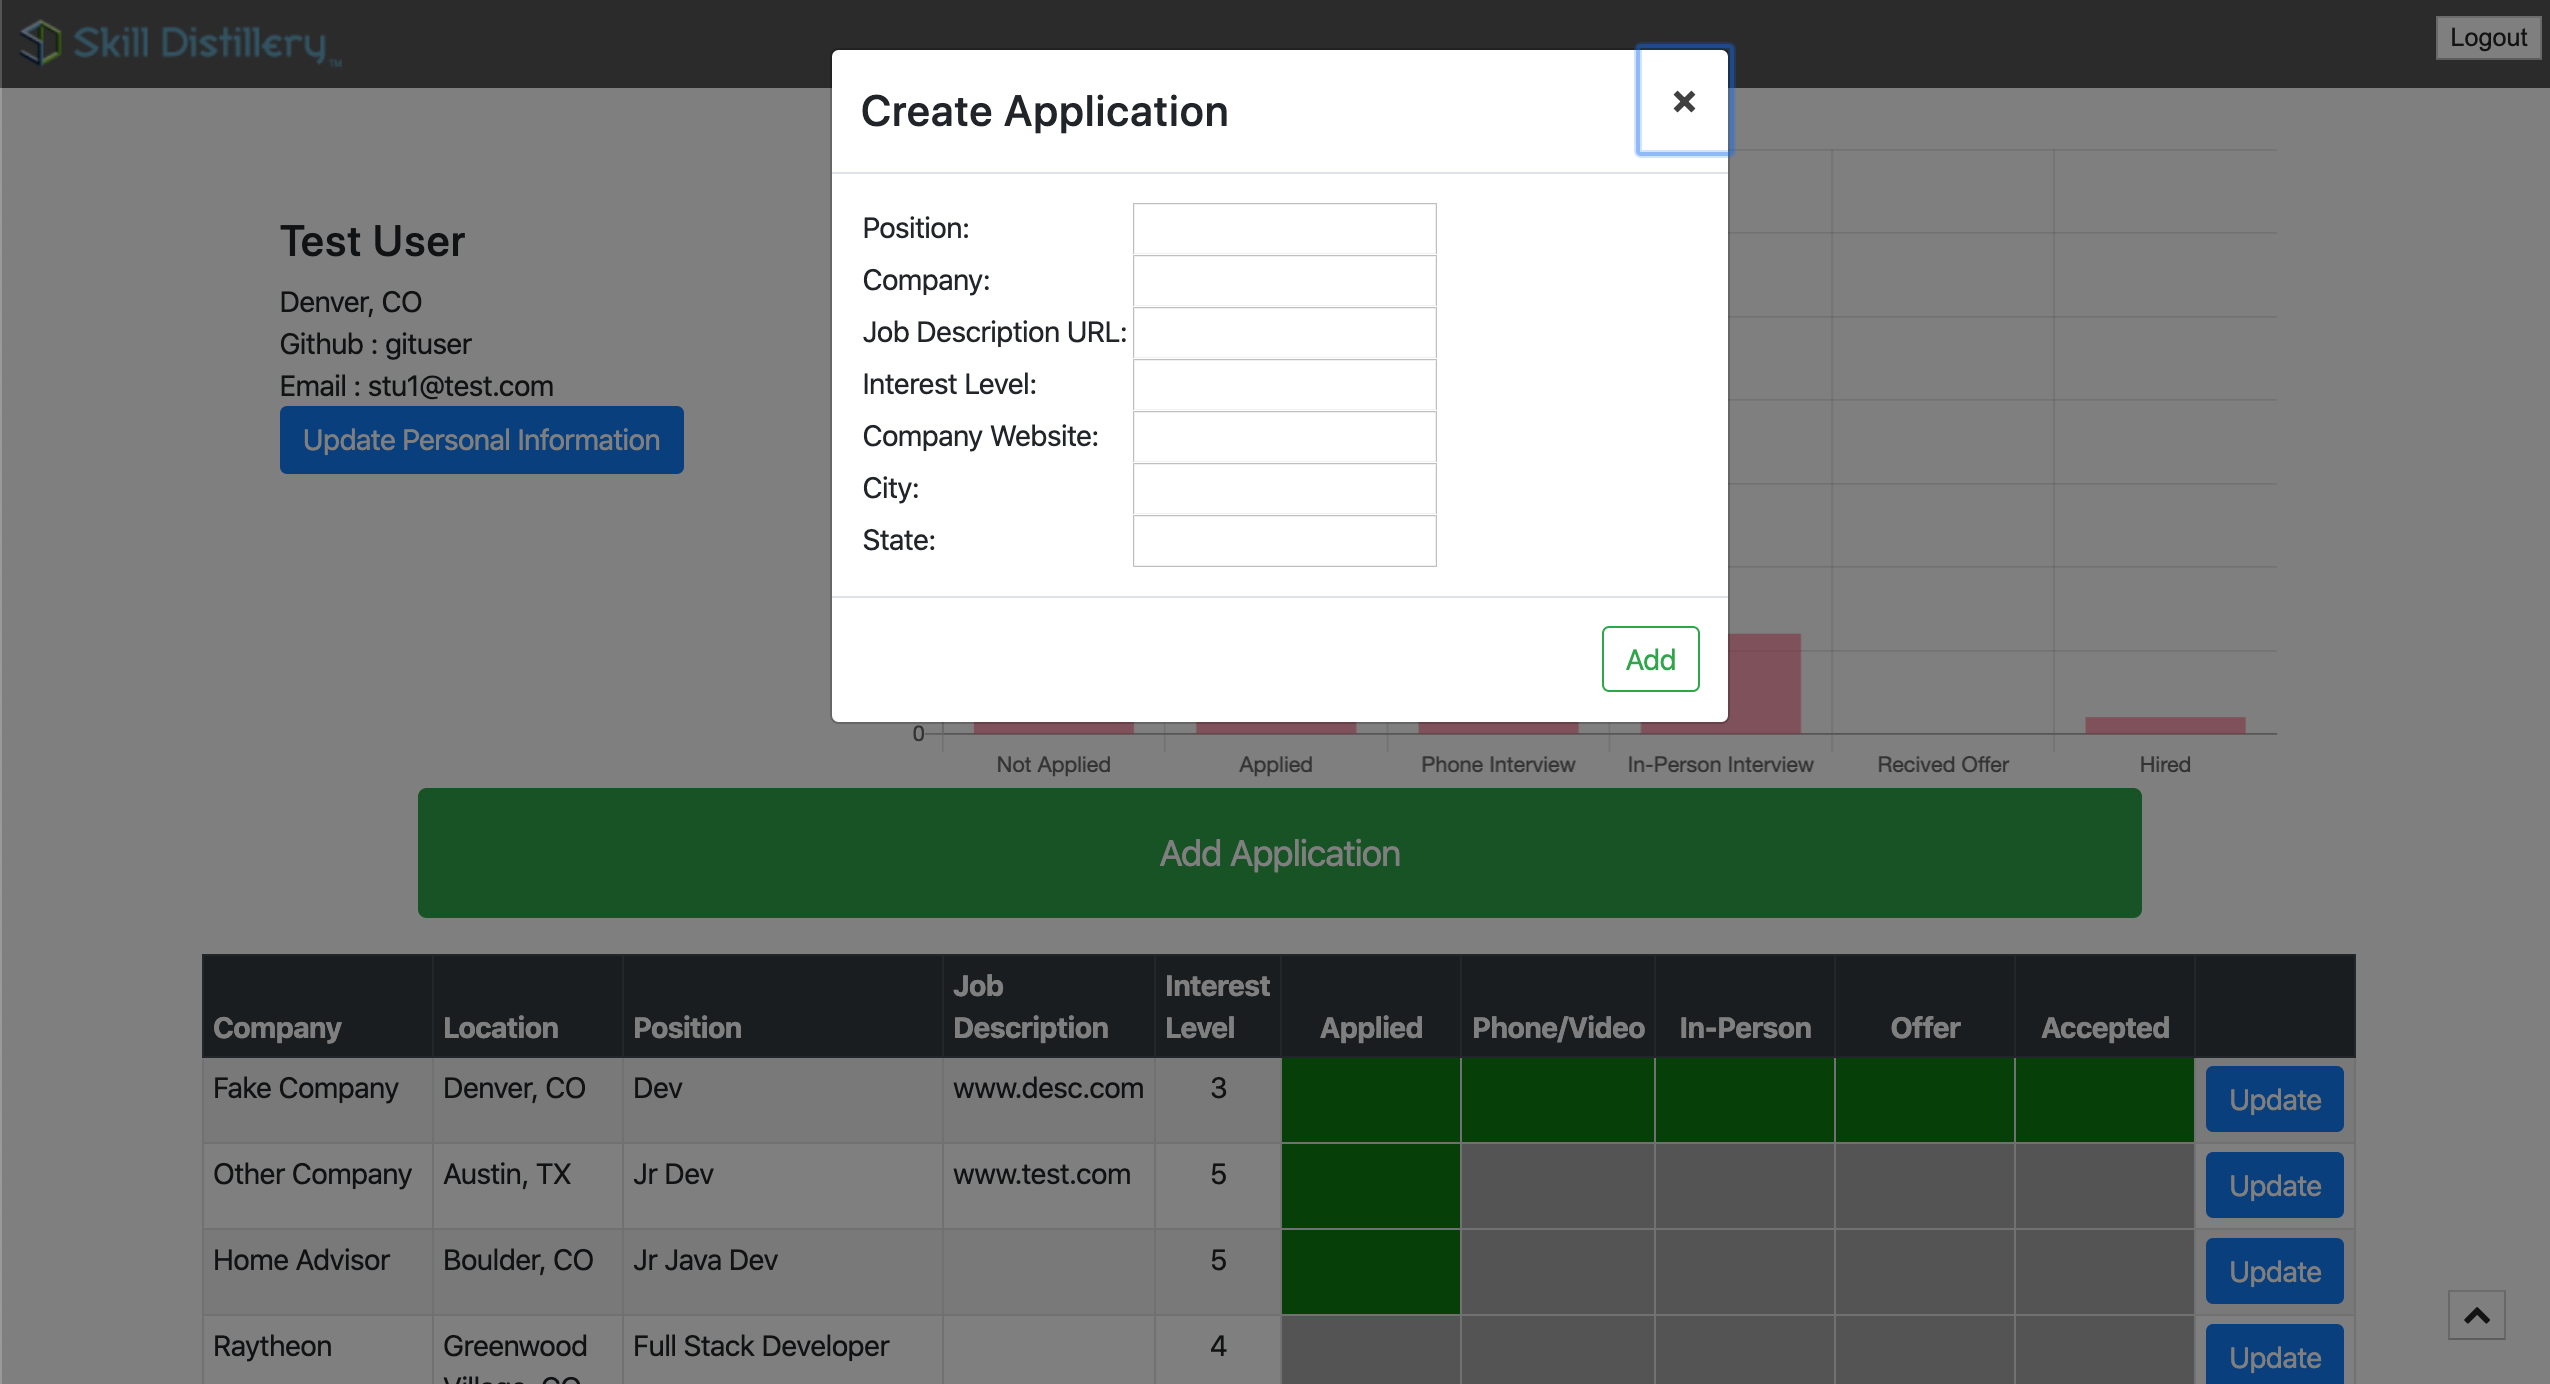 Skill Distillery™
Logout
Create Application
×
Position:
Company:
Job Description URL:
Interest Level:
Company Website:
City:
State:
Add
Test User
Denver, CO
Github : gituser
Email : stu1@test.com
Update Personal Information
0
Not Applied Applied Phone Interview In-Person Interview Recived Offer Hired
Add Application
Company Location Position Job Description Interest Level Applied Phone/Video In-Person Offer Accepted
Fake Company Denver, CO Dev www.desc.com 3 Update
Other Company Austin, TX Jr Dev www.test.com 5 Update
Home Advisor Boulder, CO Jr Java Dev 5 Update
Raytheon Greenwood Full Stack Developer 4 Update